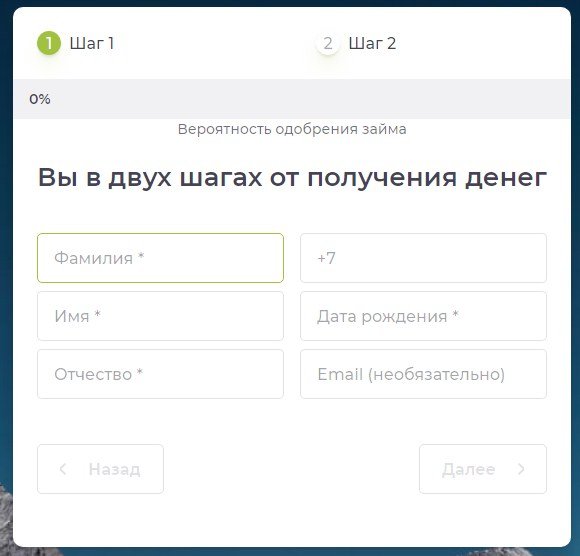 1 Шаг 1
2 Шаг 2
0%
Вероятность одобрения займа
Вы в двух шагах от получения денег
Фамилия *
+7
Имя *
Дата рождения *
Отчество *
Email (необязательно)
Назад
Далее